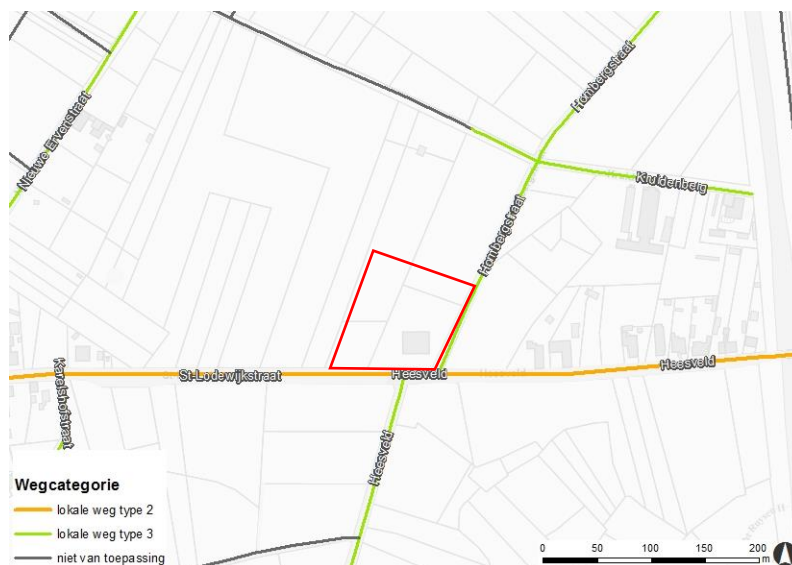 Nieuwe Ervenstraat
Hombergstraat
Kruidenberg
Hombergstraat
St-Lodewijkstraat
Heesveld
Heesveld
Karelshofstraat
Heesveld
Wegcategorie
lokale weg type 2
lokale weg type 3
niet van toepassing
0 50 100 150 200
m